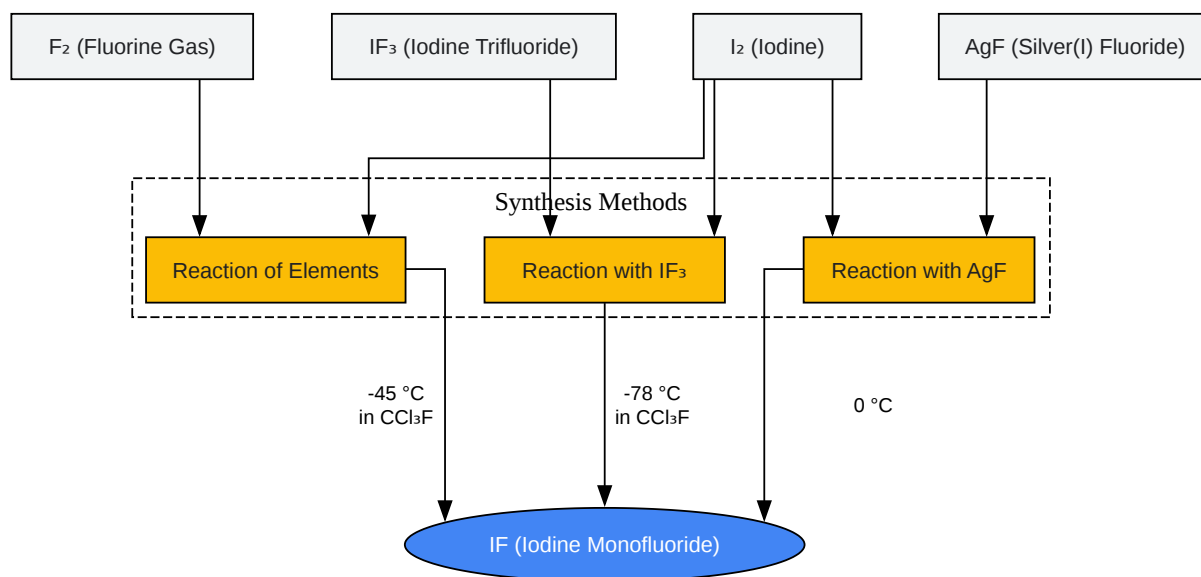 F₂ (Fluorine Gas)
IF₃ (Iodine Trifluoride)
I₂ (Iodine)
AgF (Silver(I) Fluoride)
Synthesis Methods
Reaction of Elements
Reaction with IF₃
Reaction with AgF
-45 °C
in CCl₃F
-78 °C
in CCl₃F
0 °C
IF (Iodine Monofluoride)